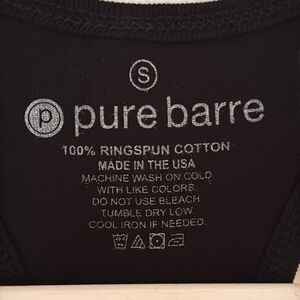 S
p pure barre
100% RINGSPUN COTTON
MADE IN THE USA
MACHINE WASH ON COLD
WITH LIKE COLORS.
DO NOT USE BLEACH.
TUMBLE DRY LOW.
COOL IRON IF NEEDED.